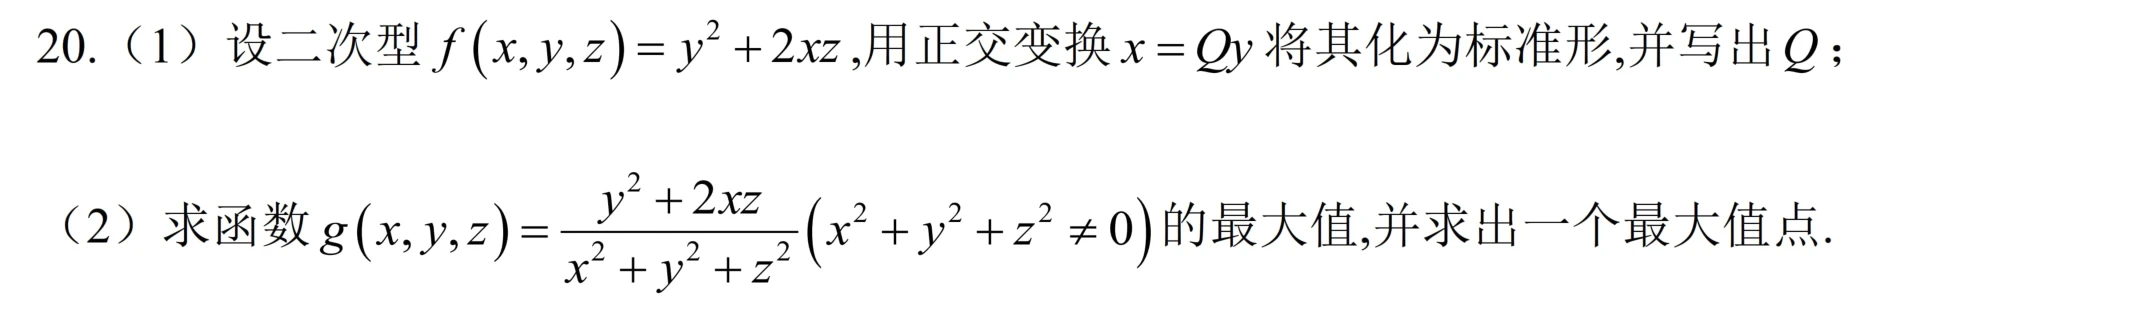 20.（1）设二次型 f(x,y,z)=y²+2xz,用正交变换 x=Qy 将其化为标准形,并写出 Q；
（2）求函数 g(x,y,z)=\frac{y²+2xz}{x²+y²+z²}(x²+y²+z²≠0)的最大值,并求出一个最大值点.